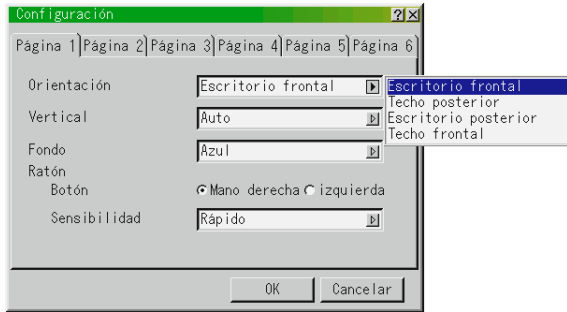 Configuración ? X
Página 1 Página 2 Página 3 Página 4 Página 5 Página 6
Orientación Escritorio frontal
Escritorio frontal
Techo posterior
Escritorio posterior
Techo frontal
Vertical Auto
Fondo Azul
Ratón
Botón Mano derecha izquierda
Sensibilidad Rápido
OK Cancelar